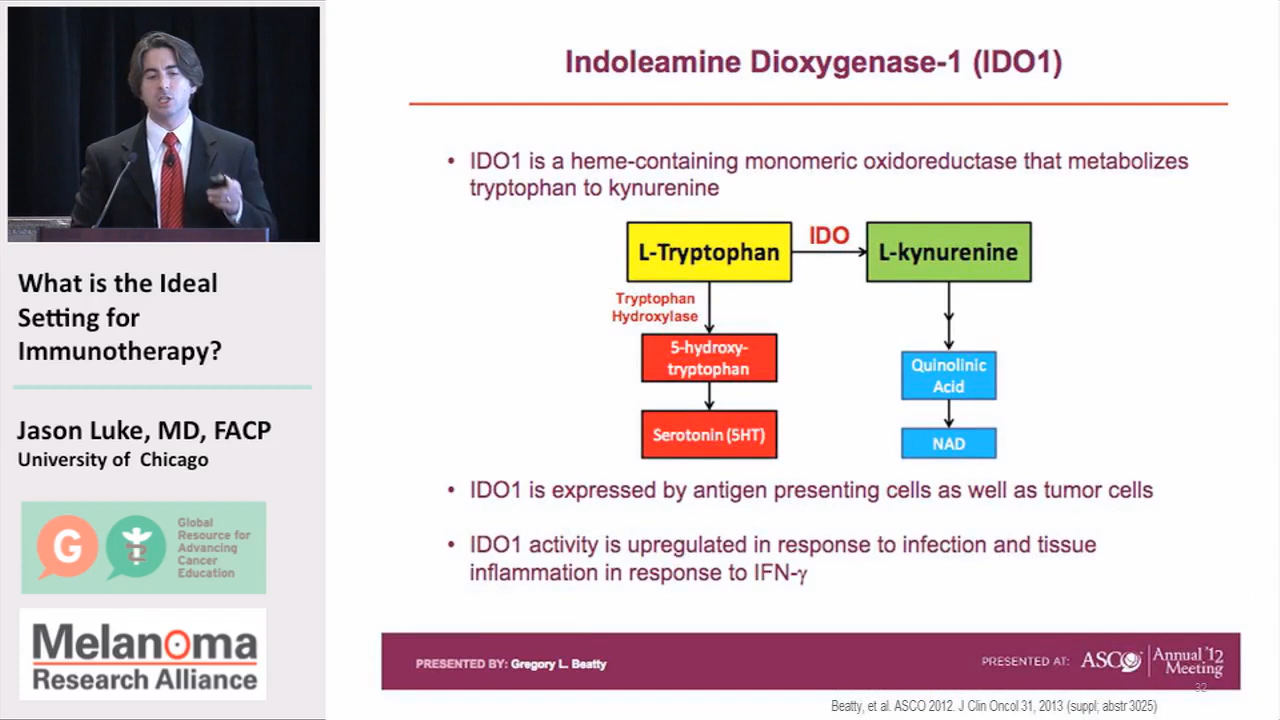 What is the Ideal
Setting for
Immunotherapy?
Jason Luke, MD, FACP
University of Chicago
G
Global
Resource for
Advancing
Cancer
Education
Melanoma
Research Alliance
Indoleamine Dioxygenase-1 (IDO1)
• IDO1 is a heme-containing monomeric oxidoreductase that metabolizes
tryptophan to kynurenine
L-Tryptophan
IDO
L-kynurenine
Tryptophan
Hydroxylase
5-hydroxy-
tryptophan
Serotonin (5HT)
Quinolinic
Acid
NAD
• IDO1 is expressed by antigen presenting cells as well as tumor cells
• IDO1 activity is upregulated in response to infection and tissue
inflammation in response to IFN-γ
PRESENTED BY: Gregory L. Beatty
PRESENTED AT:
ASCO
Annual '12
Meeting
32
Beatty, et al. ASCO 2012. J Clin Oncol 31, 2013 (suppl; abstr 3025)